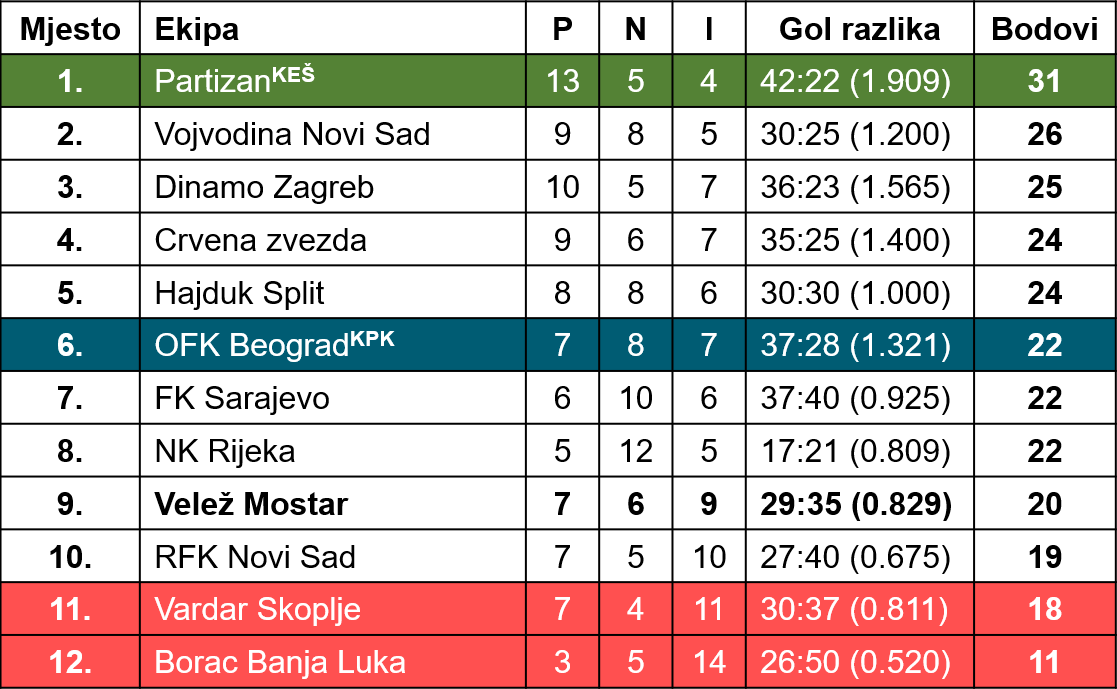 Mjesto Ekipa P N I Gol razlika Bodovi
1. PartizanKEŠ 13 5 4 42:22 (1.909) 31
2. Vojvodina Novi Sad 9 8 5 30:25 (1.200) 26
3. Dinamo Zagreb 10 5 7 36:23 (1.565) 25
4. Crvena zvezda 9 6 7 35:25 (1.400) 24
5. Hajduk Split 8 8 6 30:30 (1.000) 24
6. OFK BeogradKPK 7 8 7 37:28 (1.321) 22
7. FK Sarajevo 6 10 6 37:40 (0.925) 22
8. NK Rijeka 5 12 5 17:21 (0.809) 22
9. Velež Mostar 7 6 9 29:35 (0.829) 20
10. RFK Novi Sad 7 5 10 27:40 (0.675) 19
11. Vardar Skoplje 7 4 11 30:37 (0.811) 18
12. Borac Banja Luka 3 5 14 26:50 (0.520) 11